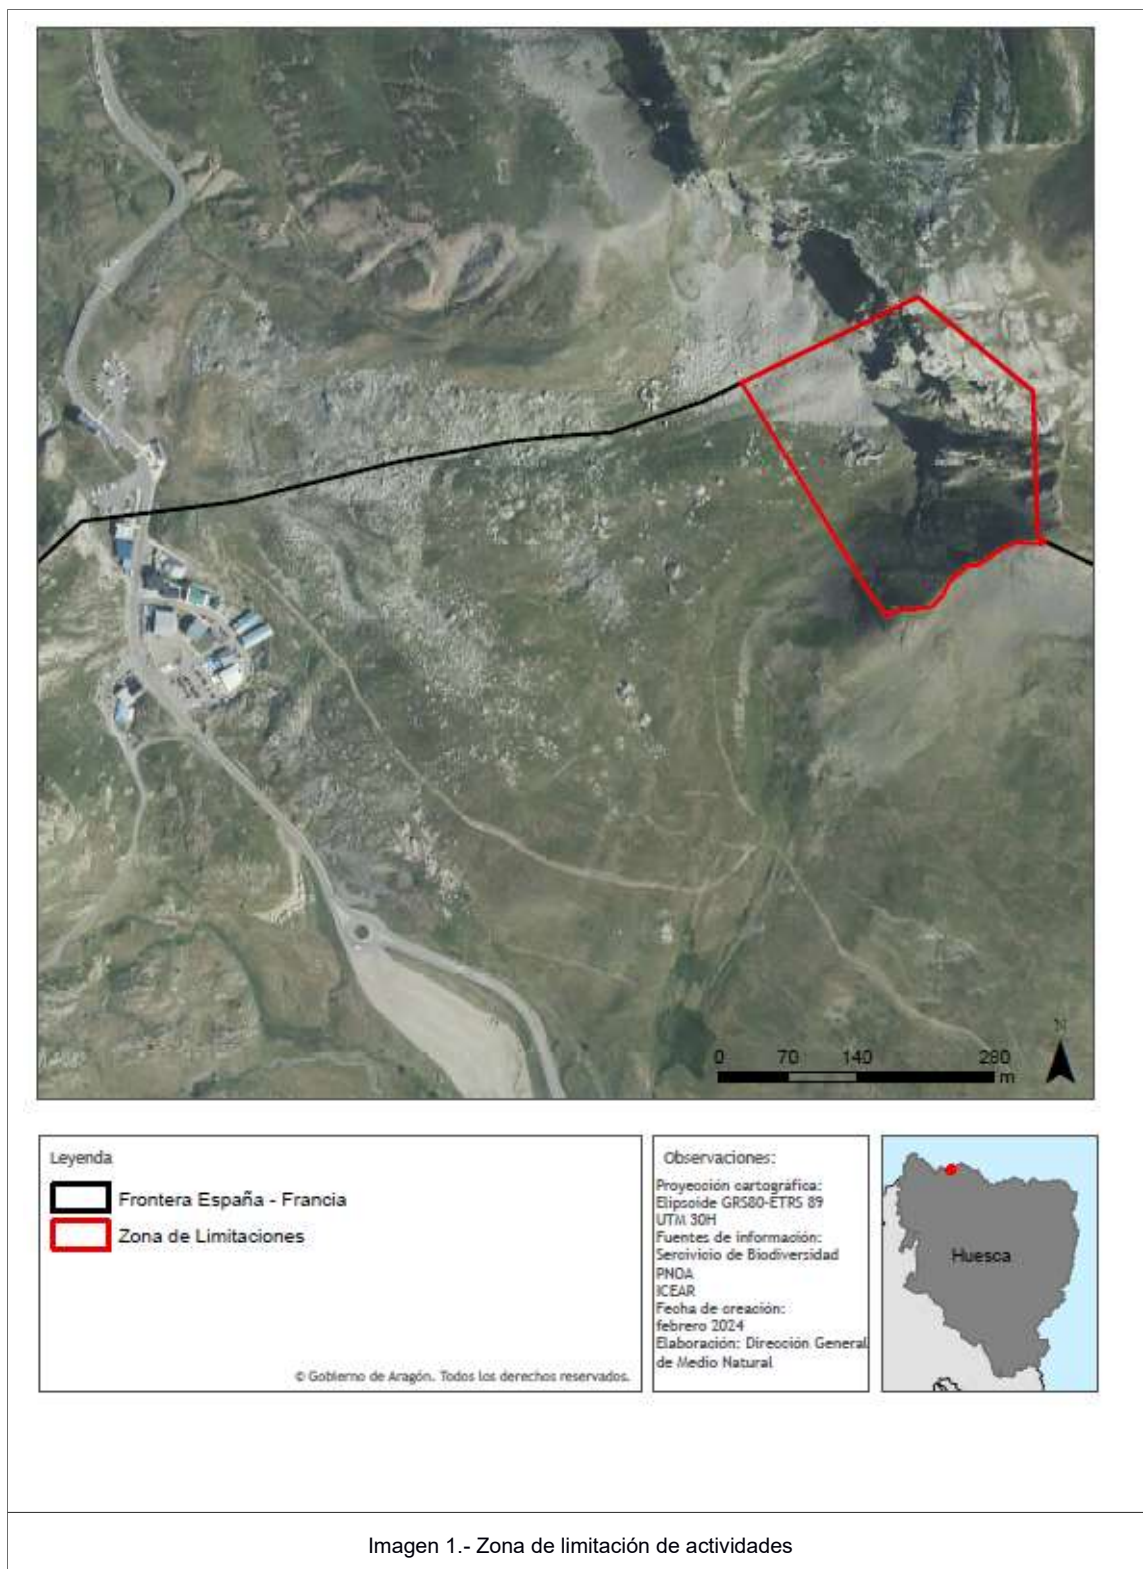 N
0 70 140 280
m
Leyenda
Frontera España - Francia
Zona de Limitaciones
© Gobierno de Aragón. Todos los derechos reservados.
Observaciones:
Proyección cartográfica:
Elipsoide GRS80-ETRS 89
UTM 30H
Fuentes de información:
Sercivicio de Biodiversidad
PNOA
ICEAR
Fecha de creación:
febrero 2024
Elaboración: Dirección General
de Medio Natural
Huesca
Imagen 1.- Zona de limitación de actividades